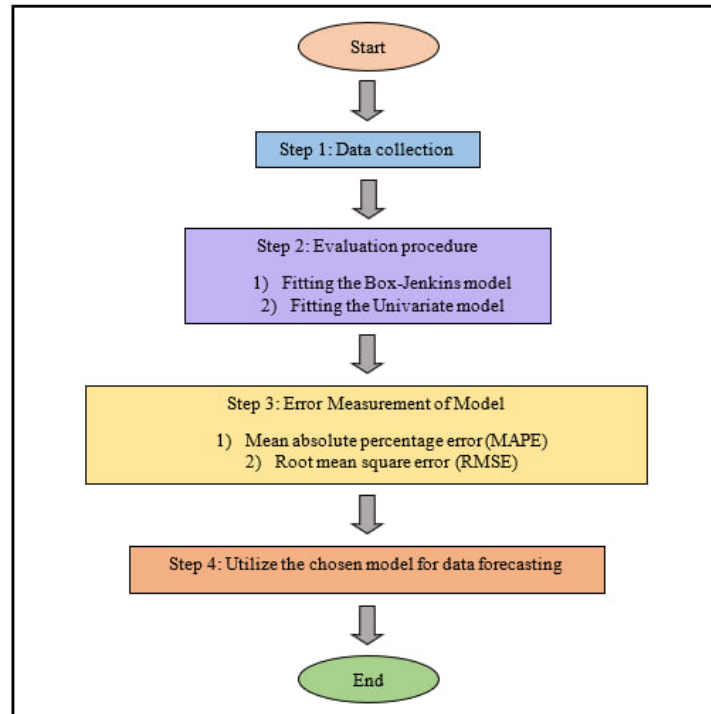 Start
Step 1: Data collection
Step 2: Evaluation procedure
1) Fitting the Box-Jenkins model
2) Fitting the Univariate model
Step 3: Error Measurement of Model
1) Mean absolute percentage error (MAPE)
2) Root mean square error (RMSE)
Step 4: Utilize the chosen model for data forecasting
End